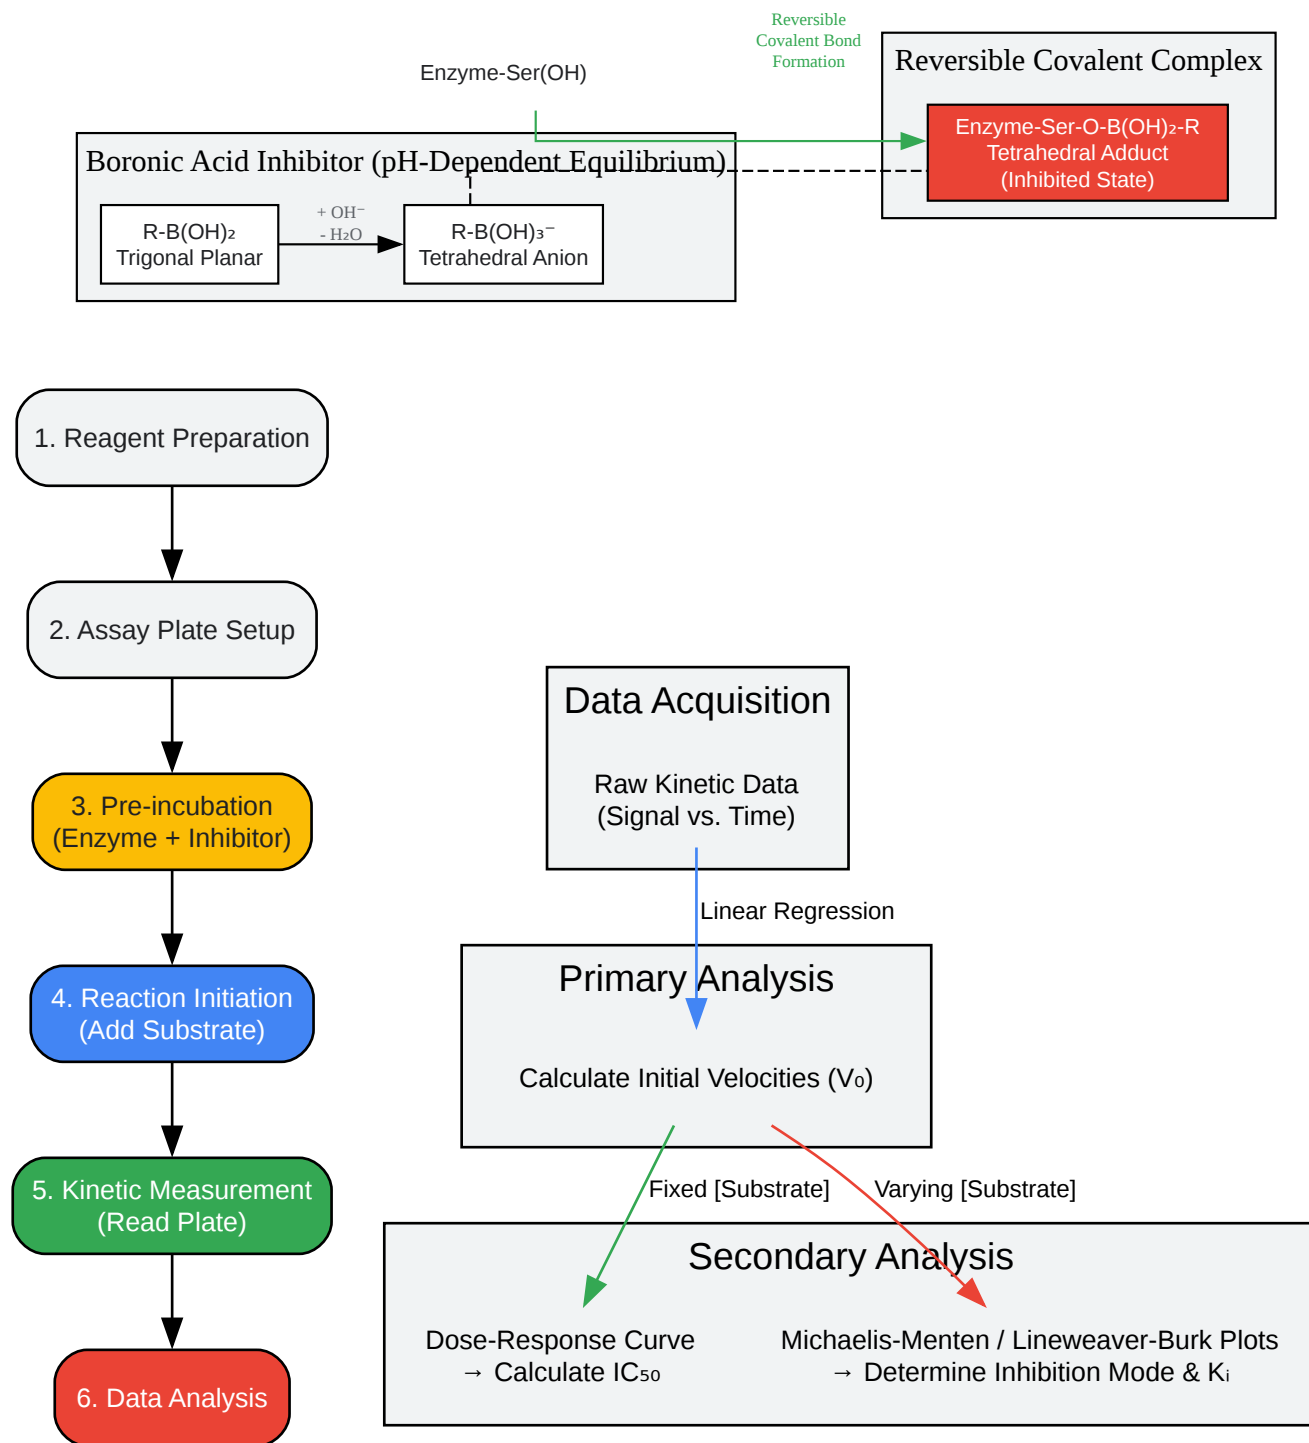 Reversible
Covalent Bond
Formation
Enzyme-Ser(OH)
Reversible Covalent Complex
Enzyme-Ser-O-B(OH)₂-R
Tetrahedral Adduct
(Inhibited State)
Boronic Acid Inhibitor (pH-Dependent Equilibrium)
R-B(OH)₂
Trigonal Planar
+ OH⁻
- H₂O
R-B(OH)₃⁻
Tetrahedral Anion
1. Reagent Preparation
2. Assay Plate Setup
3. Pre-incubation
(Enzyme + Inhibitor)
4. Reaction Initiation
(Add Substrate)
5. Kinetic Measurement
(Read Plate)
6. Data Analysis
Data Acquisition
Raw Kinetic Data
(Signal vs. Time)
Linear Regression
Primary Analysis
Calculate Initial Velocities (V₀)
Fixed [Substrate]
Varying [Substrate]
Secondary Analysis
Dose-Response Curve
→ Calculate IC₅₀
Michaelis-Menten / Lineweaver-Burk Plots
→ Determine Inhibition Mode & Kᵢ